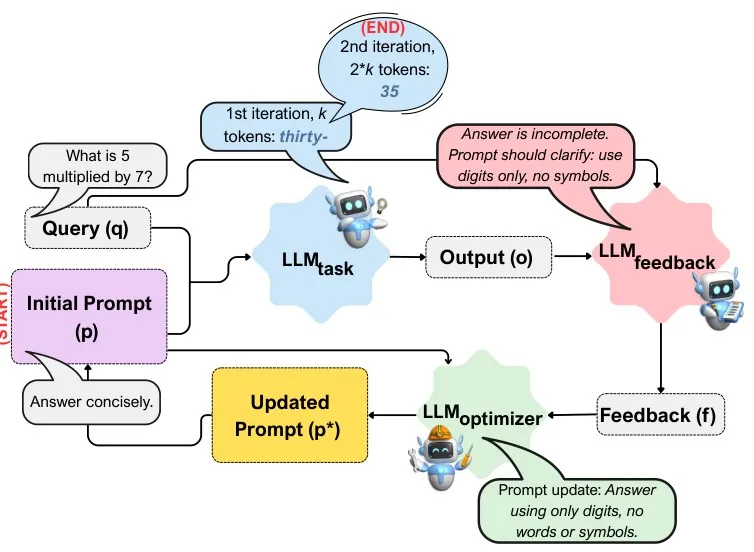 (END)
2nd iteration,
2*k tokens:
35
1st iteration, k
tokens: thirty-
Answer is incomplete.
Prompt should clarify: use
digits only, no symbols.
What is 5
multiplied by 7?
Query (q)
LLMtask
Output (o)
LLMfeedback
(START)
Initial Prompt
(p)
Answer concisely.
Updated
Prompt (p*)
LLMoptimizer
Feedback (f)
Prompt update: Answer
using only digits, no
words or symbols.